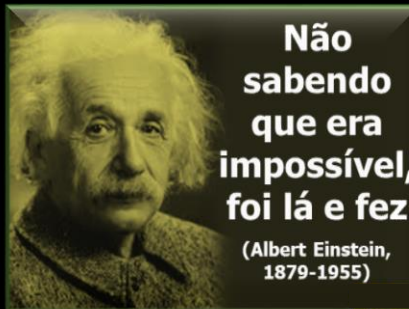 Não
sabendo
que era
impossível,
foi lá e fez
(Albert Einstein,
1879-1955)